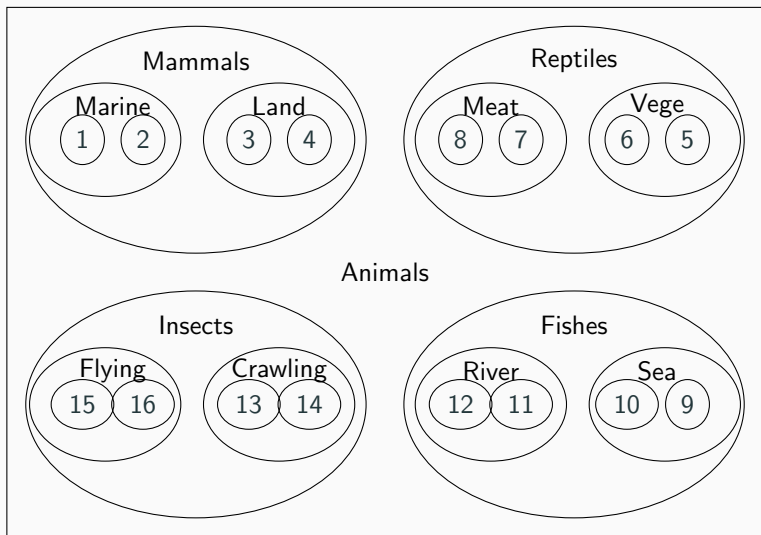 Mammals
Marine
Land
1 2 3 4
Reptiles
Meat
Vege
8 7 6 5
Animals
Insects
Flying
Crawling
15 16 13 14
Fishes
River
Sea
12 11 10 9